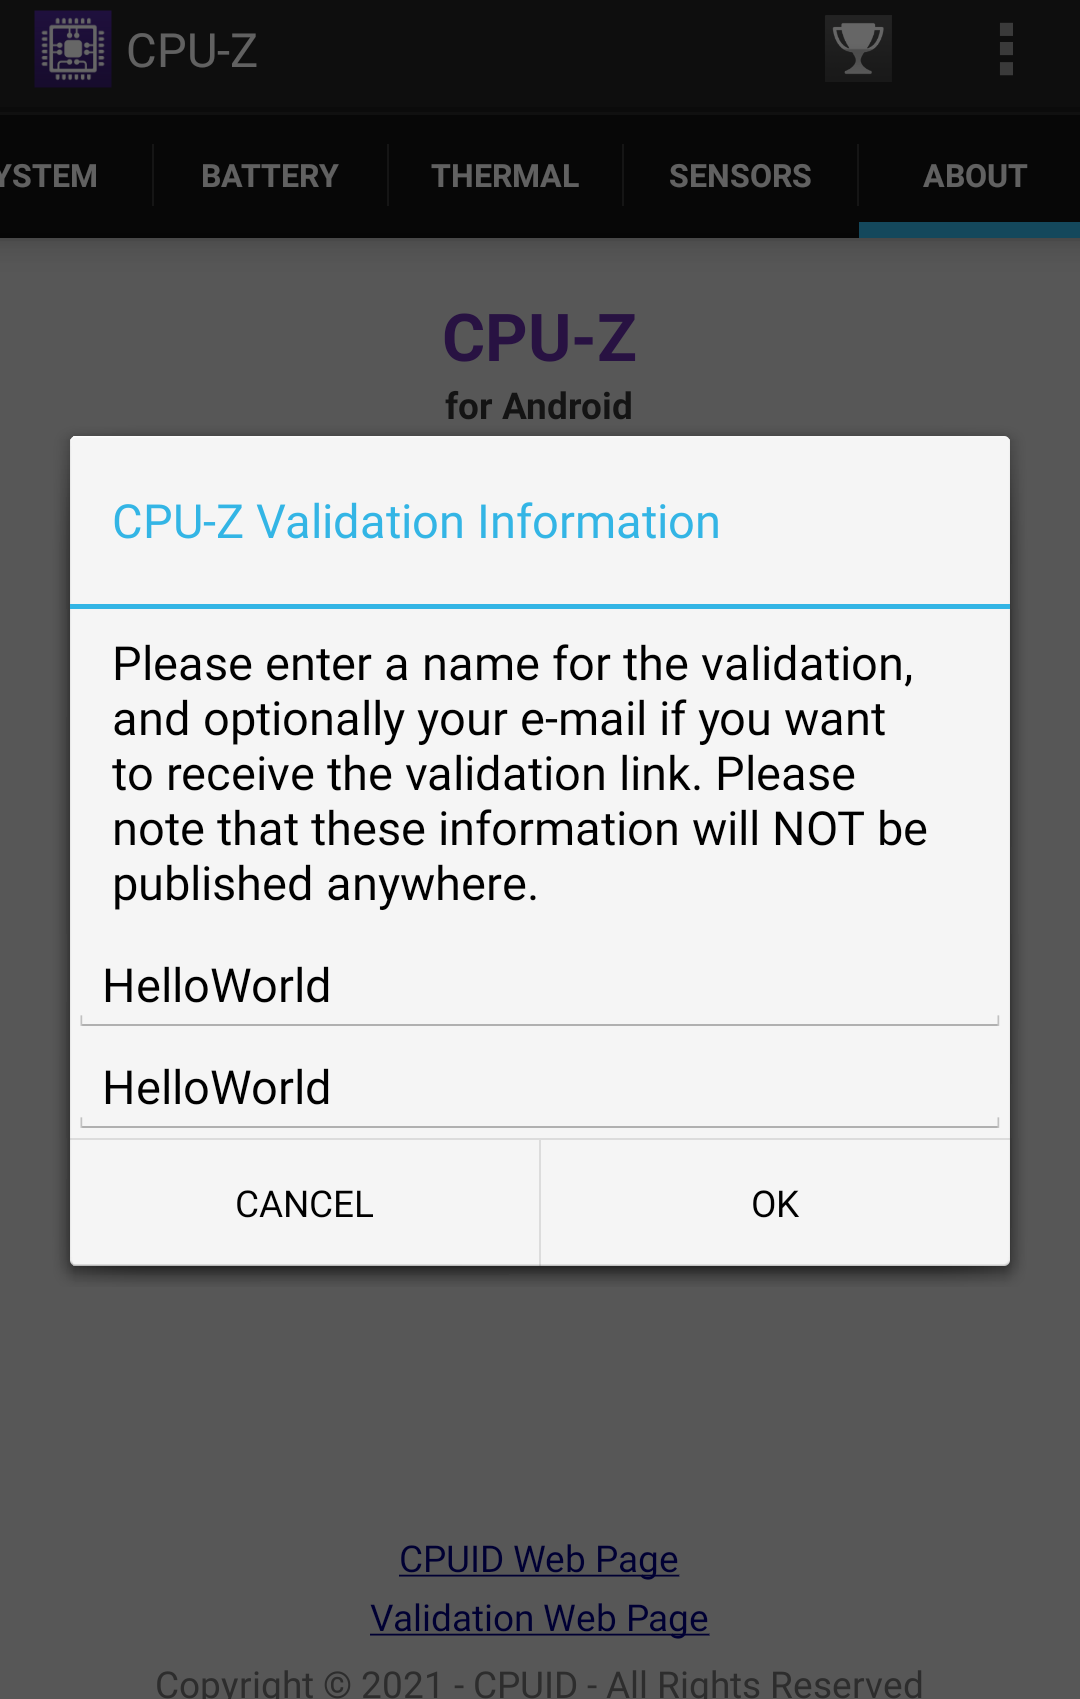 CPU-Z
YSTEM
BATTERY
THERMAL
SENSORS
ABOUT
CPU-Z
for Android
CPU-Z Validation Information
Please enter a name for the validation,
and optionally your e-mail if you want
to receive the validation link. Please
note that these information will NOT be
published anywhere.
HelloWorld
HelloWorld
CANCEL
OK
CPUID Web Page
Validation Web Page
Copyright © 2021 - CPUID - All Rights Reserved